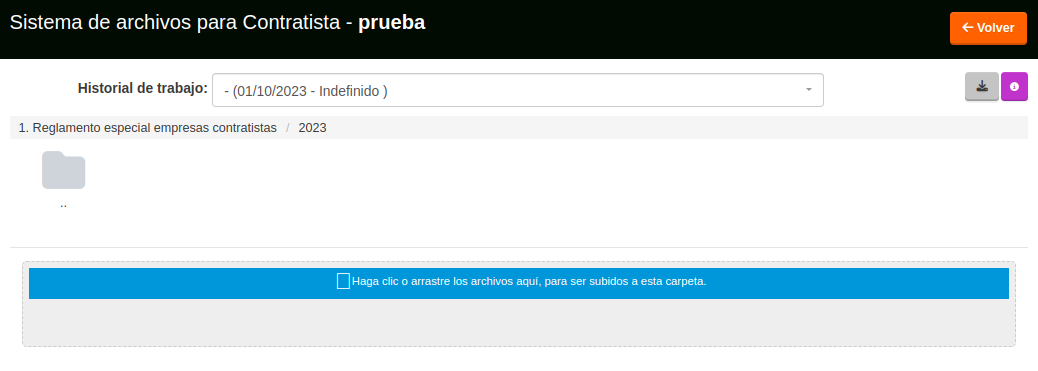 Sistema de archivos para Contratista - prueba
Volver
Historial de trabajo: - (01/10/2023 - Indefinido )
1. Reglamento especial empresas contratistas / 2023
..
Haga clic o arrastre los archivos aquí, para ser subidos a esta carpeta.